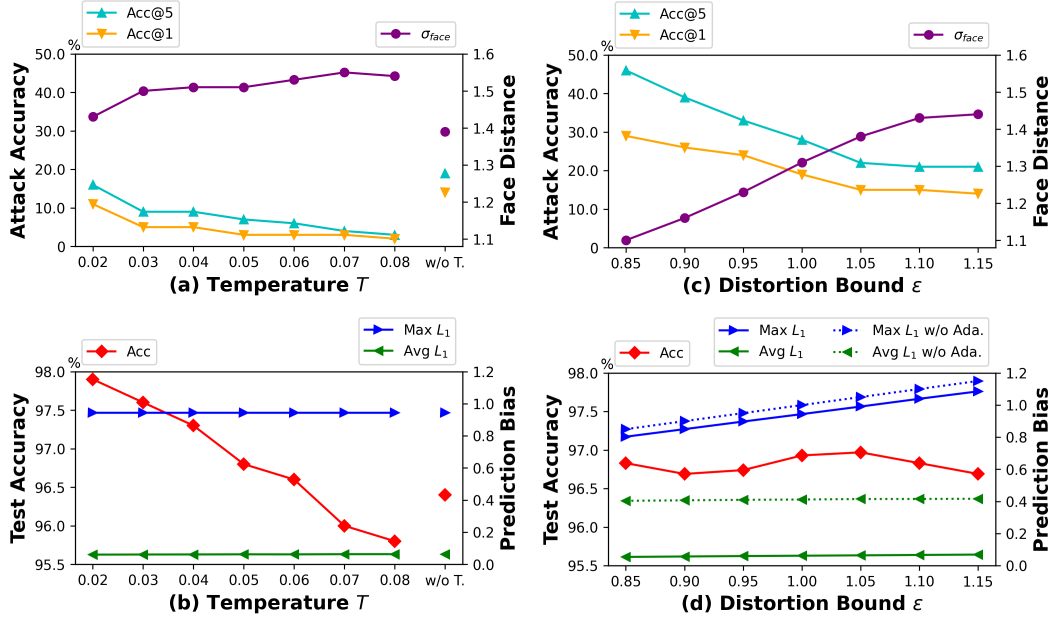 Acc@5
Acc@1
σface
%
50.0
40.0
30.0
20.0
10.0
0
Attack Accuracy
1.6
1.5
1.4
1.3
1.2
1.1
Face Distance
0.02 0.03 0.04 0.05 0.06 0.07 0.08 w/o T.
(a) Temperature T
Acc@5
Acc@1
σface
%
50.0
40.0
30.0
20.0
10.0
0
Attack Accuracy
1.6
1.5
1.4
1.3
1.2
1.1
Face Distance
0.85 0.90 0.95 1.00 1.05 1.10 1.15
(c) Distortion Bound ε
Acc
Max L1
Avg L1
%
98.0
97.5
97.0
96.5
96.0
95.5
Test Accuracy
1.2
1.0
0.8
0.6
0.4
0.2
0.0
Prediction Bias
0.02 0.03 0.04 0.05 0.06 0.07 0.08 w/o T.
(b) Temperature T
Acc
Max L1
Avg L1
Max L1 w/o Ada.
Avg L1 w/o Ada.
%
98.0
97.5
97.0
96.5
96.0
95.5
Test Accuracy
1.2
1.0
0.8
0.6
0.4
0.2
0.0
Prediction Bias
0.85 0.90 0.95 1.00 1.05 1.10 1.15
(d) Distortion Bound ε